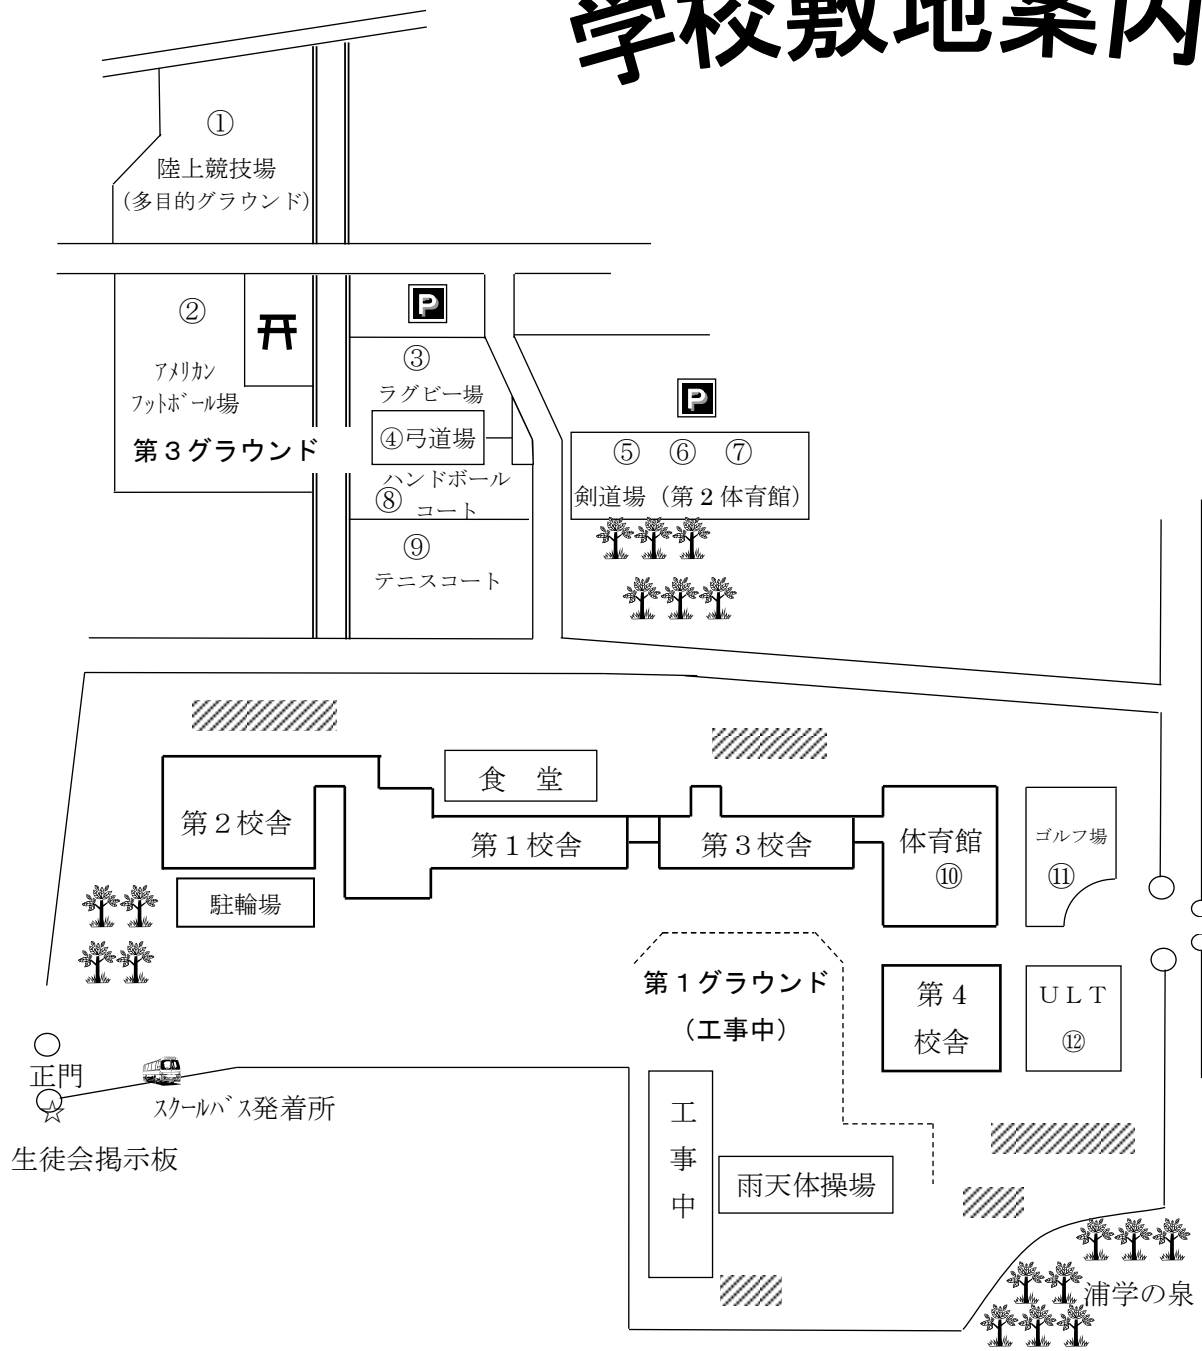 学校敷地案内
①
陸上競技場
(多目的グラウンド)
②
アメリカン
フットボール場
第3グラウンド
P
③
ラグビー場
④弓道場
ハンドボール
⑧ コート
⑨
テニスコート
P
⑤ ⑥ ⑦
剣道場（第2体育館）
食 堂
第2校舎
第1校舎
第3校舎
体育館
⑩
ゴルフ場
⑪
駐輪場
第1グラウンド
（工事中）
第4
校舎
ULT
⑫
正門
スクールバス発着所
☆
生徒会掲示板
工
事
中
雨天体操場
浦学の泉